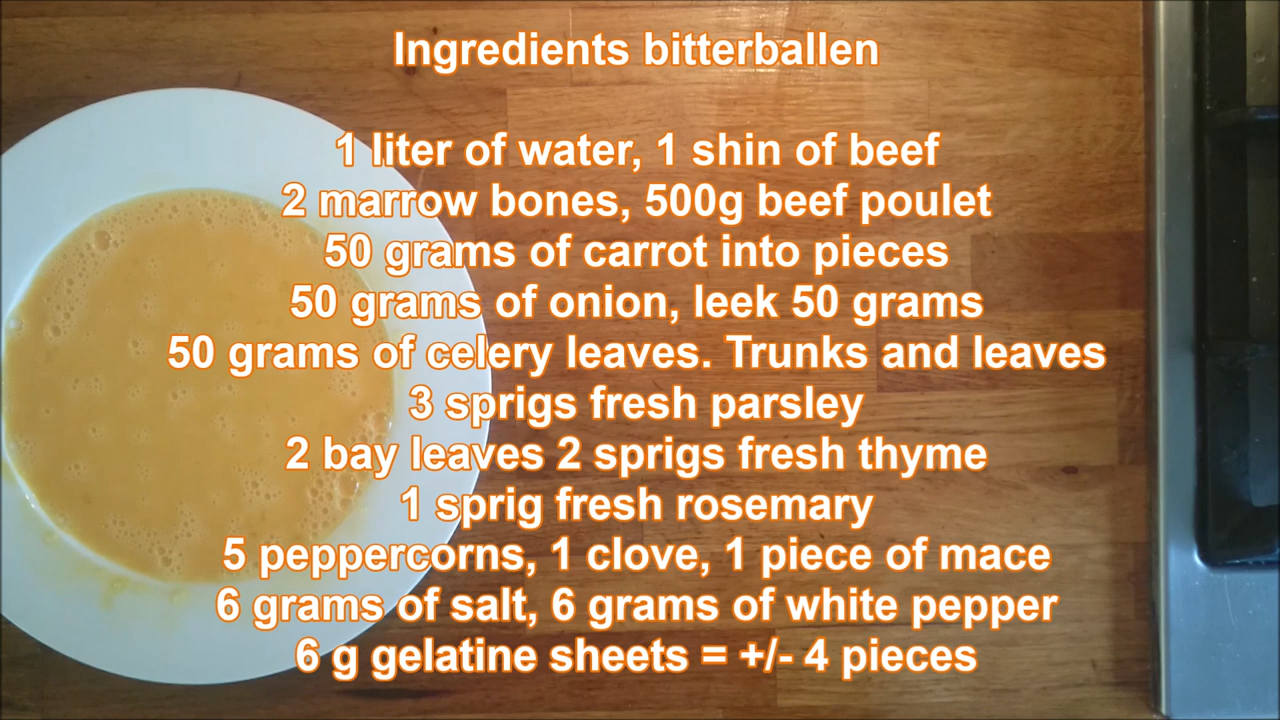 Ingredients bitterballen
1 liter of water, 1 shin of beef
2 marrow bones, 500g beef poulet
50 grams of carrot into pieces
50 grams of onion, leek 50 grams
50 grams of celery leaves. Trunks and leaves
3 sprigs fresh parsley
2 bay leaves 2 sprigs fresh thyme
1 sprig fresh rosemary
5 peppercorns, 1 clove, 1 piece of mace
6 grams of salt, 6 grams of white pepper
6 g gelatine sheets = +/- 4 pieces